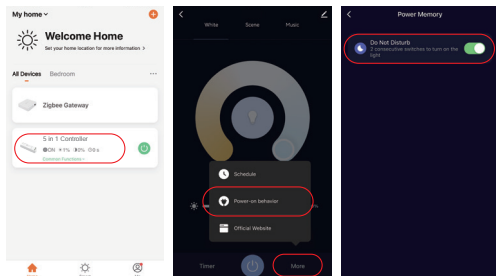 My home
Welcome Home
Set your home location for more information >
All Devices Bedroom
Zigbee Gateway
5 in 1 Controller
Common Functions
White Scene Music
Schedule
Power-on behavior
Official Website
Timer
More
Power Memory
Do Not Disturb
2 consecutive switches to turn on the
light